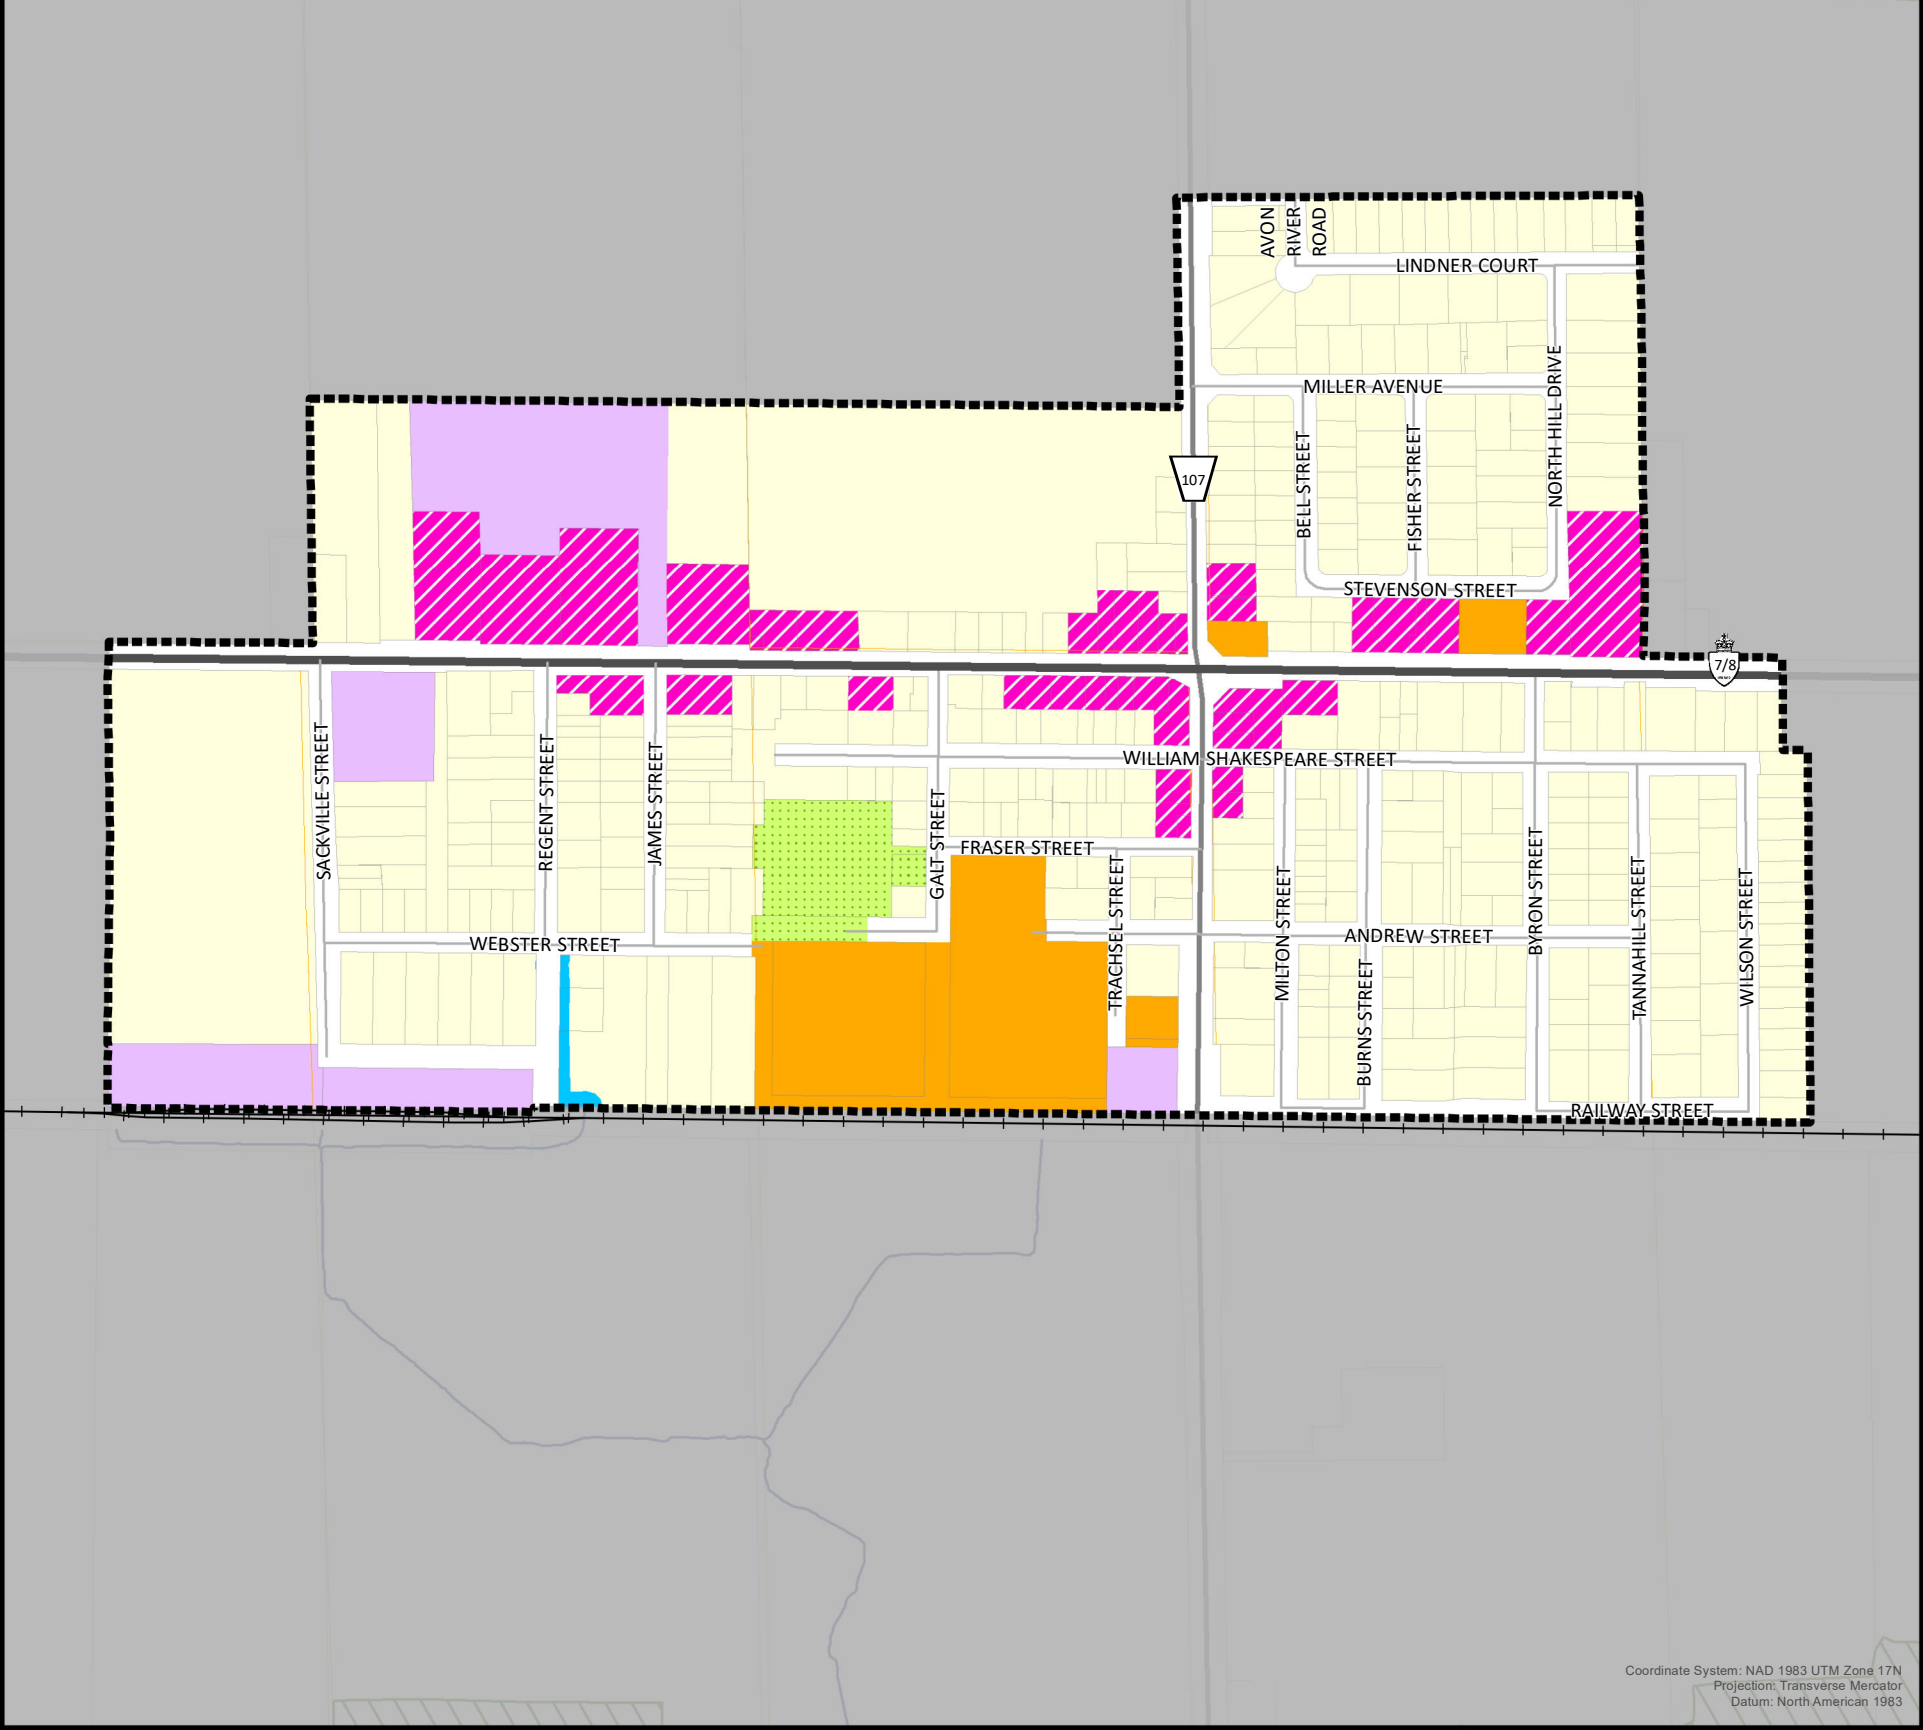 AVON
RIVER
ROAD
LINDNER COURT
MILLER AVENUE
NORTH HILL DRIVE
BELL STREET
FISHER STREET
107
STEVENSON STREET
7/8
SACKVILLE STREET
REGENT STREET
JAMES STREET
WILLIAM SHAKESPEARE STREET
GALT STREET
FRASER STREET
TRACHSEL STREET
MILTON STREET
BYRON STREET
TANNAHILL STREET
WILSON STREET
WEBSTER STREET
ANDREW STREET
BURNS STREET
RAILWAY STREET
Coordinate System: NAD 1983 UTM Zone 17N
Projection: Transverse Mercator
Datum: North American 1983